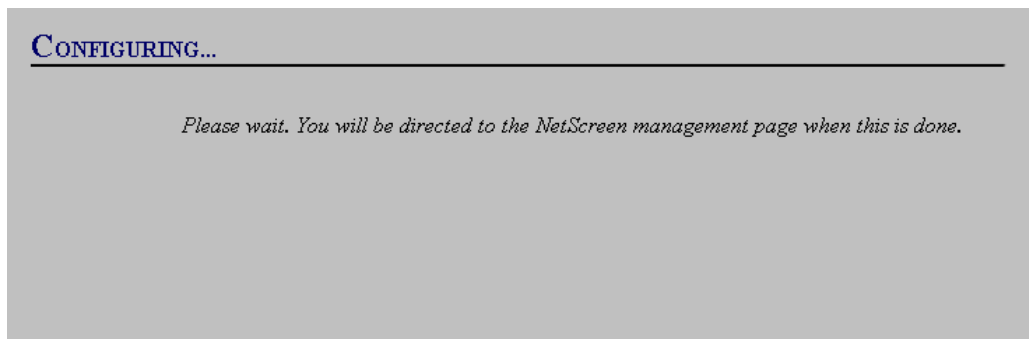 CONFIGURING...
Please wait. You will be directed to the NetScreen management page when this is done.